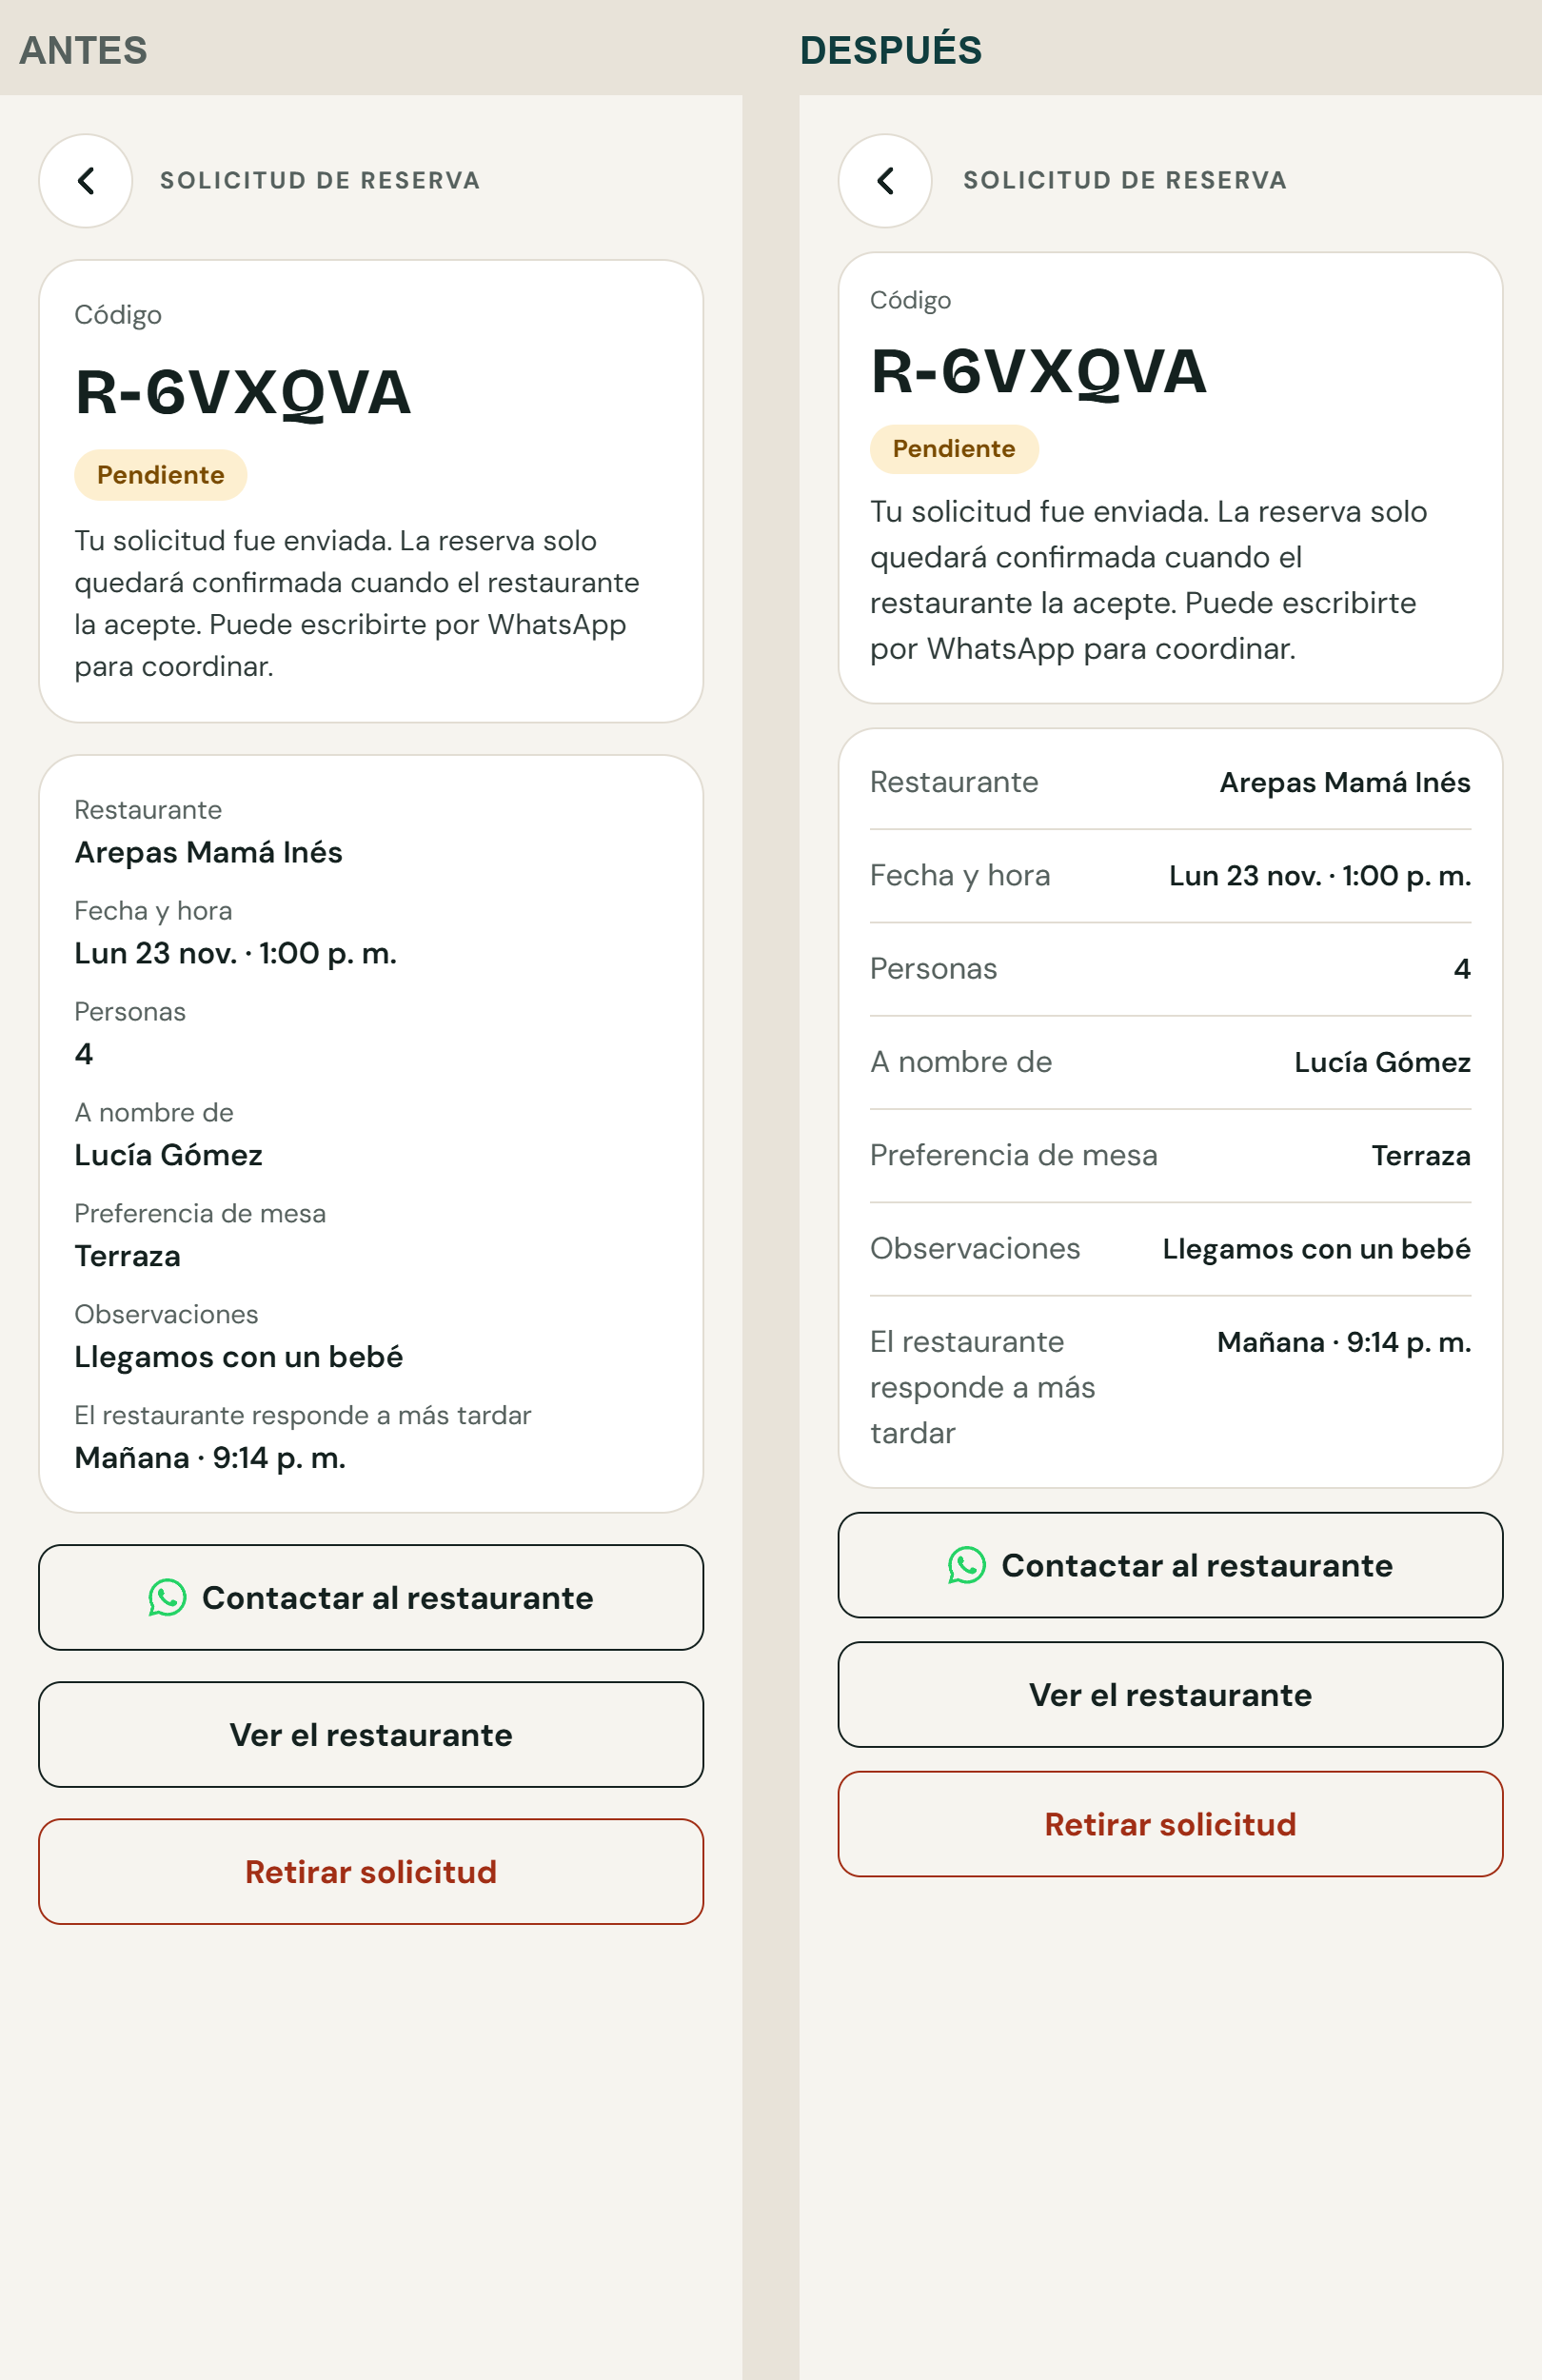 ANTES
SOLICITUD DE RESERVA
Código
R-6VXQVA
Pendiente
Tu solicitud fue enviada. La reserva solo
quedará confirmada cuando el restaurante
la acepte. Puede escribirte por WhatsApp
para coordinar.
Restaurante
Arepas Mamá Inés
Fecha y hora
Lun 23 nov. · 1:00 p. m.
Personas
4
A nombre de
Lucía Gómez
Preferencia de mesa
Terraza
Observaciones
Llegamos con un bebé
El restaurante responde a más tardar
Mañana · 9:14 p. m.
Contactar al restaurante
Ver el restaurante
Retirar solicitud
DESPUÉS
SOLICITUD DE RESERVA
Código
R-6VXQVA
Pendiente
Tu solicitud fue enviada. La reserva solo
quedará confirmada cuando el
restaurante la acepte. Puede escribirte
por WhatsApp para coordinar.
Restaurante Arepas Mamá Inés
Fecha y hora Lun 23 nov. · 1:00 p. m.
Personas 4
A nombre de Lucía Gómez
Preferencia de mesa Terraza
Observaciones Llegamos con un bebé
El restaurante Mañana · 9:14 p. m.
responde a más
tardar
Contactar al restaurante
Ver el restaurante
Retirar solicitud